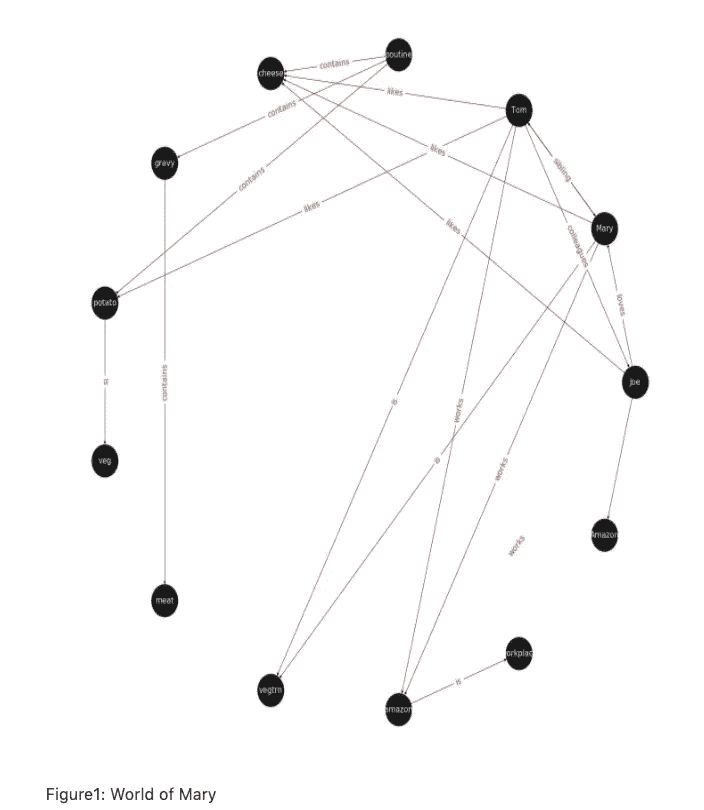 poutine
cheese
contains
likes
Tom
contains
gravy
likes
sibling
contains
likes
Mary
likes
colleagues
potato
loves
is
contains
Joe
is
works
veg
is
works
Amazon
works
meat
orkplac
is
vegtrn
amazon
Figure1: World of Mary